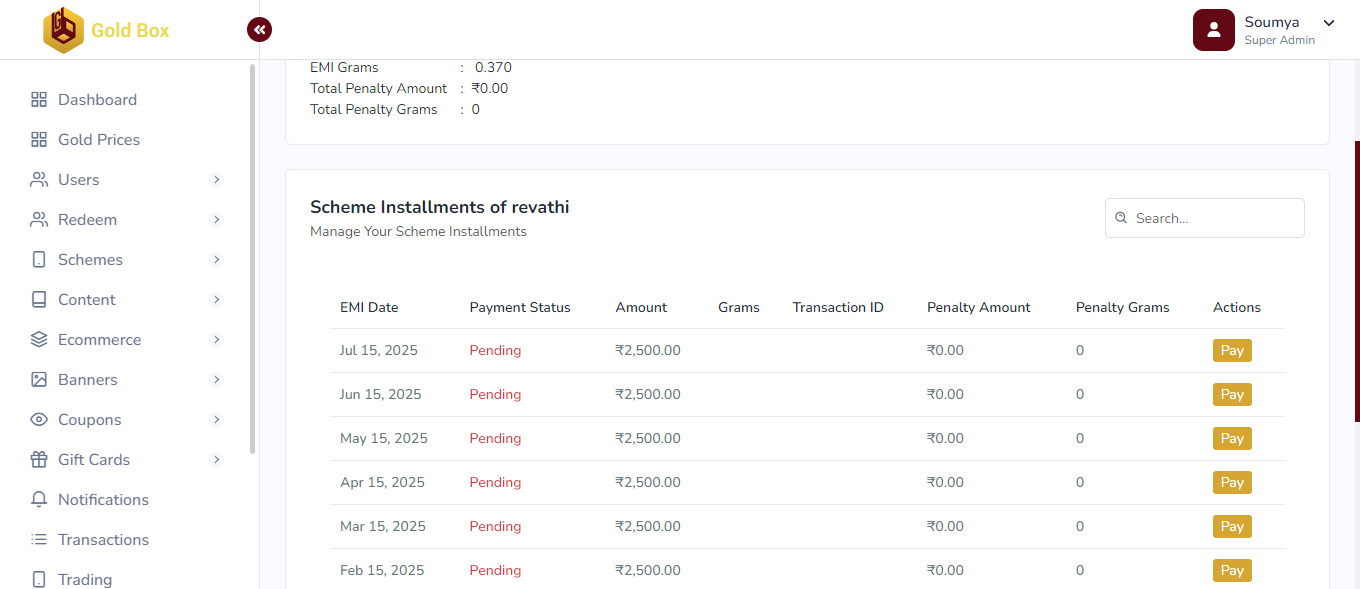 Gold Box
Soumya
Super Admin
Dashboard
Gold Prices
Users
Redeem
Schemes
Content
Ecommerce
Banners
Coupons
Gift Cards
Notifications
Transactions
Trading
EMI Grams : 0.370
Total Penalty Amount : ₹0.00
Total Penalty Grams : 0
Scheme Installments of revathi
Manage Your Scheme Installments
Search...
EMI Date Payment Status Amount Grams Transaction ID Penalty Amount Penalty Grams Actions
Jul 15, 2025 Pending ₹2,500.00 ₹0.00 0 Pay
Jun 15, 2025 Pending ₹2,500.00 ₹0.00 0 Pay
May 15, 2025 Pending ₹2,500.00 ₹0.00 0 Pay
Apr 15, 2025 Pending ₹2,500.00 ₹0.00 0 Pay
Mar 15, 2025 Pending ₹2,500.00 ₹0.00 0 Pay
Feb 15, 2025 Pending ₹2,500.00 ₹0.00 0 Pay